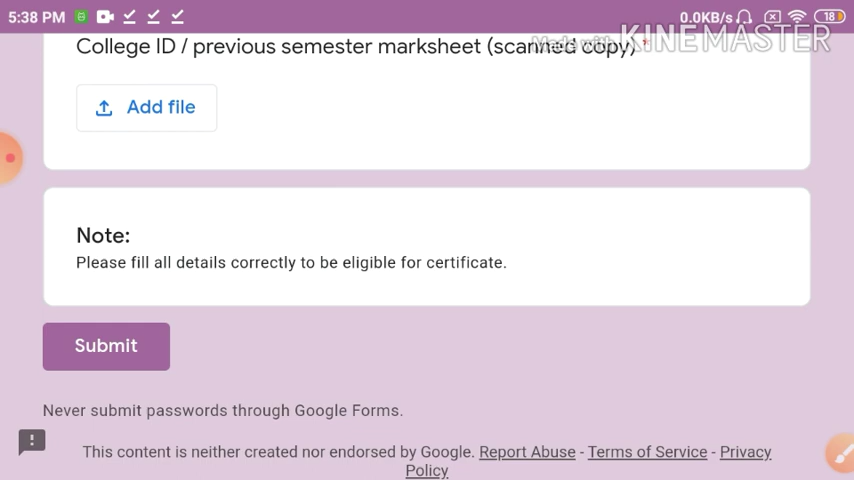 5:38 PM 0.0KB/s 18
College ID / previous semester marksheet (scanned copy) *
Made with KINEMASTER
Add file
Note:
Please fill all details correctly to be eligible for certificate.
Submit
Never submit passwords through Google Forms.
This content is neither created nor endorsed by Google. Report Abuse - Terms of Service - Privacy
Policy